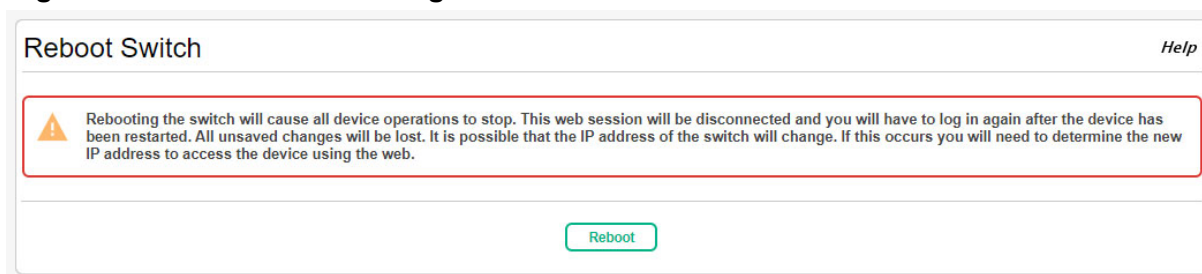 Reboot Switch
Help
Rebooting the switch will cause all device operations to stop. This web session will be disconnected and you will have to log in again after the device has
been restarted. All unsaved changes will be lost. It is possible that the IP address of the switch will change. If this occurs you will need to determine the new
IP address to access the device using the web.
Reboot